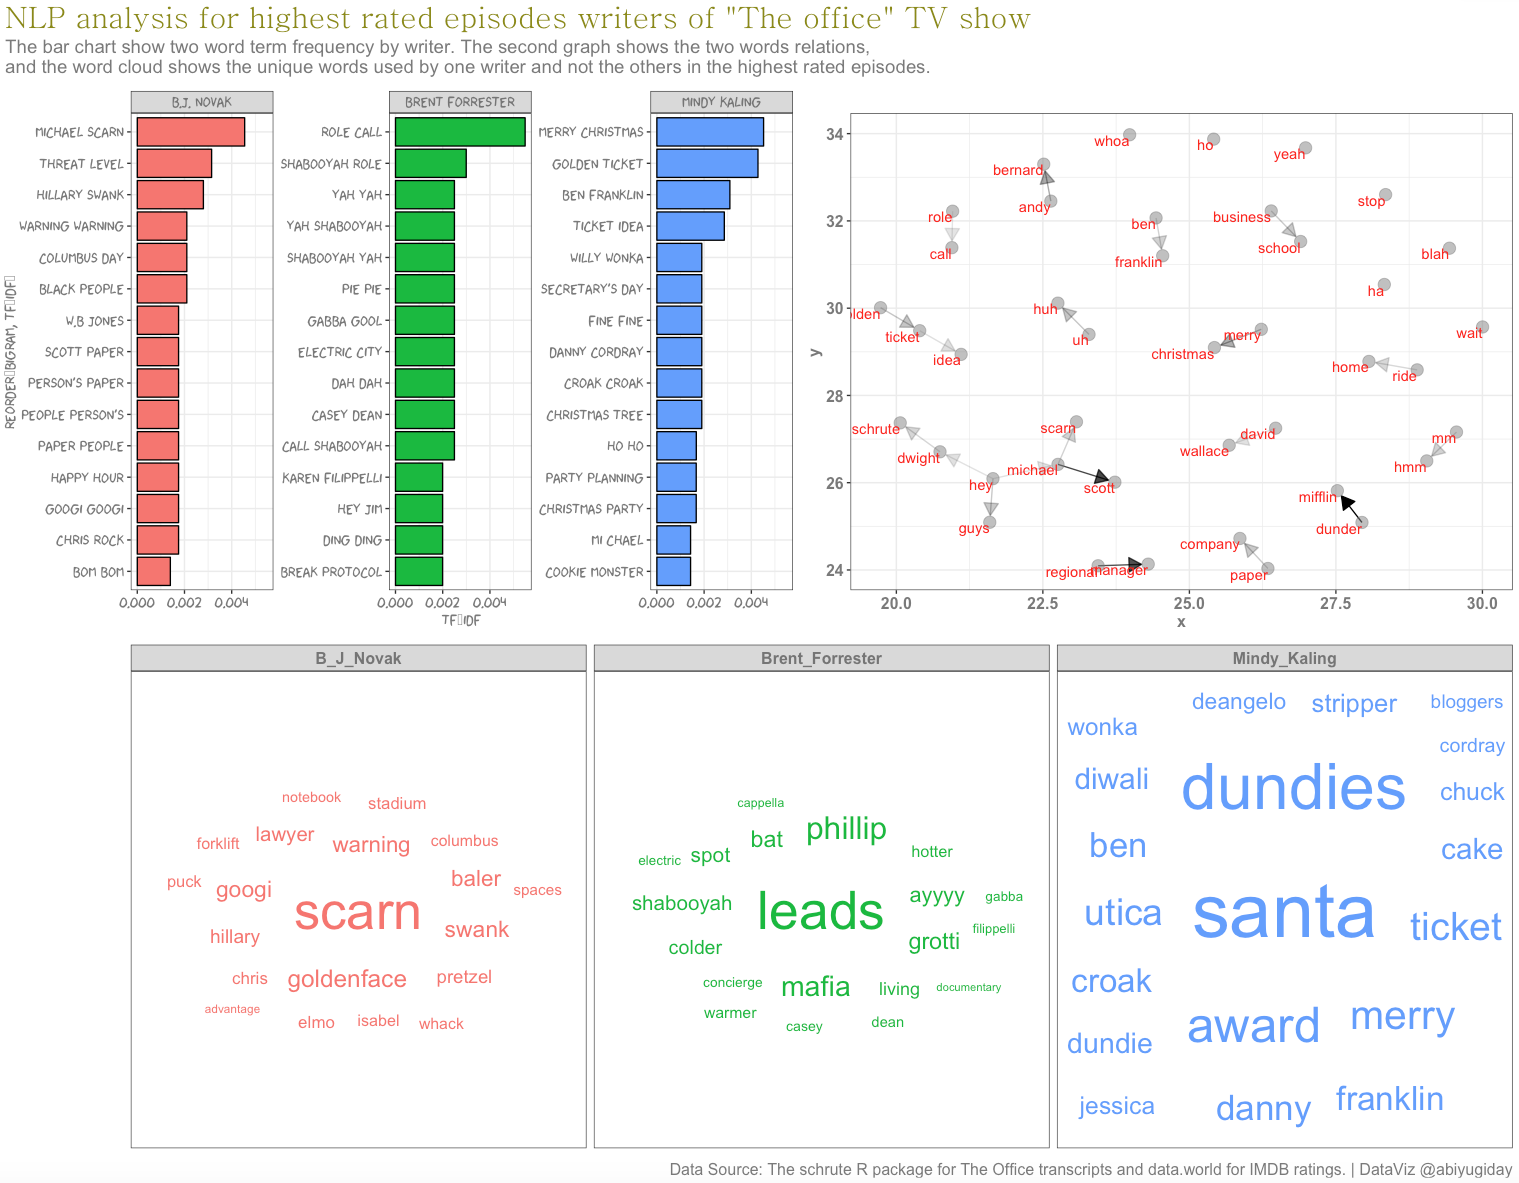 NLP analysis for highest rated episodes writers of "The office" TV show
The bar chart show two word term frequency by writer. The second graph shows the two words relations,
and the word cloud shows the unique words used by one writer and not the others in the highest rated episodes.
B.J. NOVAK
MICHAEL SCARN
THREAT LEVEL
HILLARY SWANK
WARNING WARNING
COLUMBUS DAY
BLACK PEOPLE
W.B JONES
SCOTT PAPER
PERSON'S PAPER
PEOPLE PERSON'S
PAPER PEOPLE
HAPPY HOUR
GOOGI GOOGI
CHRIS ROCK
BOM BOM
0.000 0.002 0.004
REORDER▯BIGRAM, TF▯IDF▯
BRENT FORRESTER
ROLE CALL
SHABOOYAH ROLE
YAH YAH
YAH SHABOOYAH
SHABOOYAH YAH
PIE PIE
GABBA GOOL
ELECTRIC CITY
DAH DAH
CASEY DEAN
CALL SHABOOYAH
KAREN FILIPPELLI
HEY JIM
DING DING
BREAK PROTOCOL
0.000 0.002 0.004
TF▯IDF
MINDY KALING
MERRY CHRISTMAS
GOLDEN TICKET
BEN FRANKLIN
TICKET IDEA
WILLY WONKA
SECRETARY'S DAY
FINE FINE
DANNY CORDRAY
CROAK CROAK
CHRISTMAS TREE
HO HO
PARTY PLANNING
CHRISTMAS PARTY
MI CHAEL
COOKIE MONSTER
0.000 0.002 0.004
34
32
30
28
26
24
y
20.0 22.5 25.0 27.5 30.0
x
whoa
ho
yeah
bernard
andy
stop
role
call
ben
franklin
business
school
blah
ha
lden
ticket
idea
huh
uh
merry
christmas
wait
home
ride
schrute
dwight
hey
guys
scarn
michael
scott
david
wallace
mm
hmm
mifflin
dunder
company
paper
regional
manager
B_J_Novak
notebook
stadium
forklift
lawyer
warning
columbus
puck
googi
baler
spaces
scarn
hillary
swank
chris
goldenface
pretzel
advantage
elmo
isabel
whack
Brent_Forrester
cappella
bat
phillip
electric
spot
hotter
shabooyah
leads
ayyyy
gabba
colder
grotti
filippelli
concierge
mafia
living
documentary
warmer
casey
dean
Mindy_Kaling
deangelo
stripper
bloggers
wonka
cordray
diwali
dundies
chuck
ben
cake
utica
santa
ticket
croak
award
merry
dundie
jessica
danny
franklin
Data Source: The schrute R package for The Office transcripts and data.world for IMDB ratings. | DataViz @abiyugiday